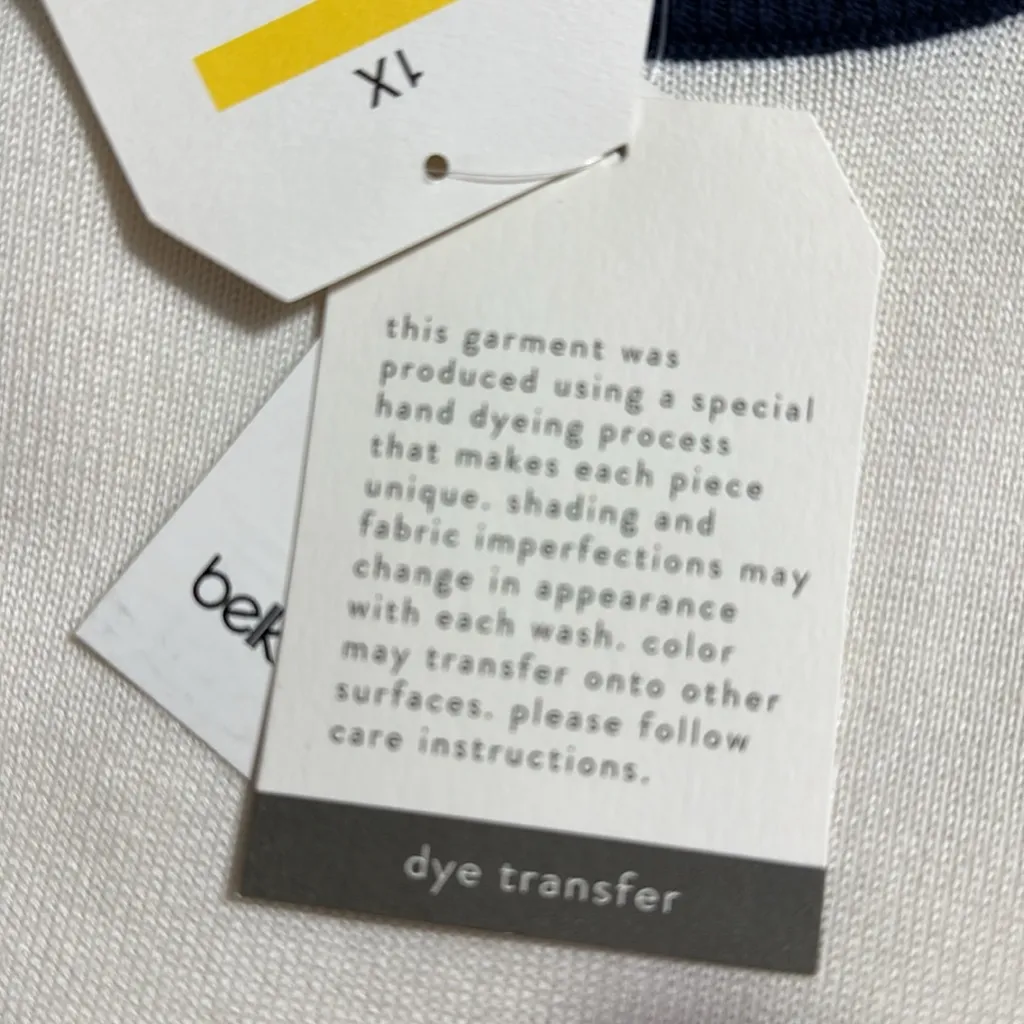 1X
this garment was
produced using a special
hand dyeing process
that makes each piece
unique. shading and
fabric imperfections may
change in appearance
with each wash. color
may transfer onto other
surfaces. please follow
care instructions.
belk
dye transfer